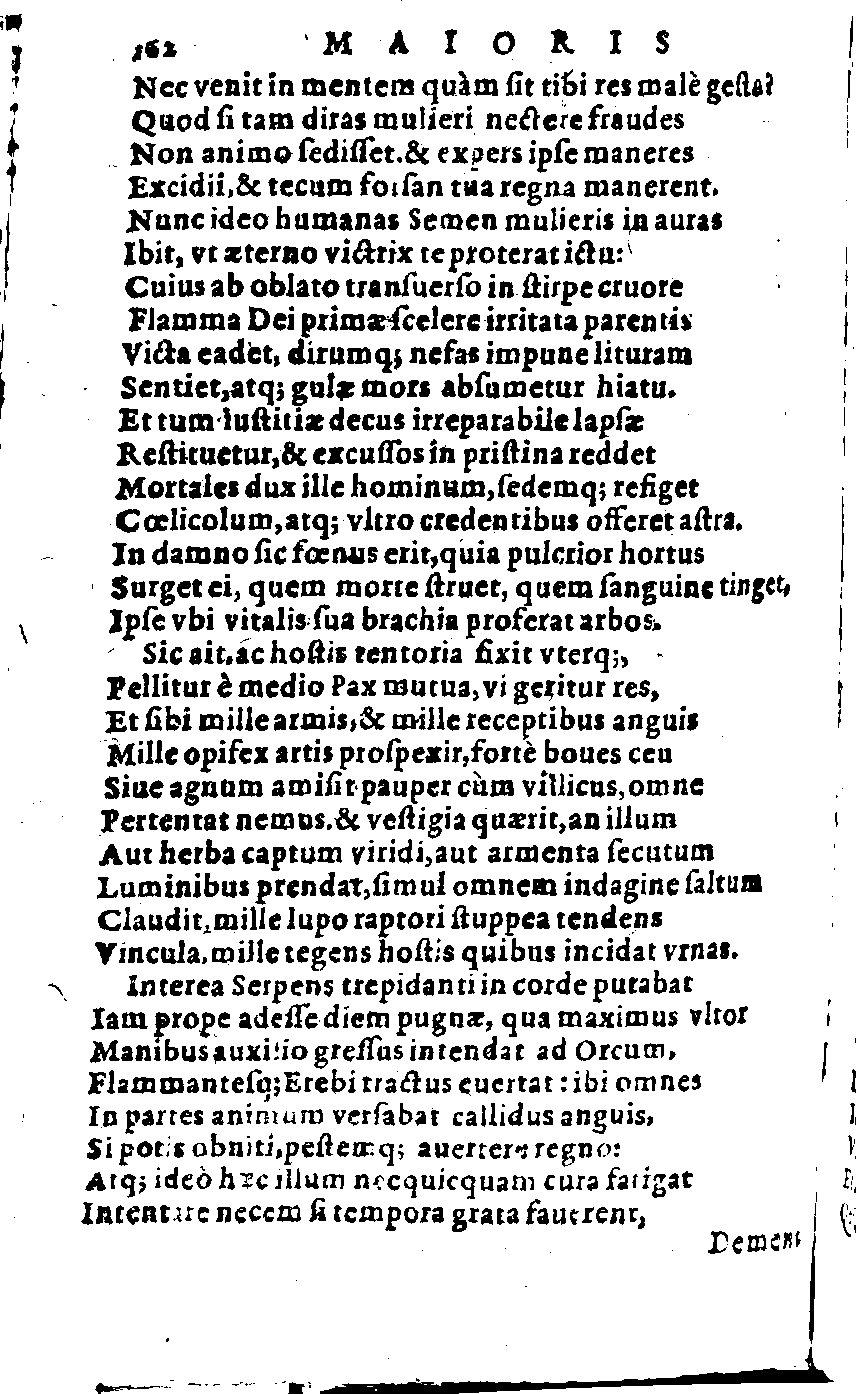 162 MAIORIS
Nec venit in mentem quàm ſit tibi res malè geſta?
Quod ſi tam diras mulieri nectere fraudes
Non animo ſediſſet.& expers ipſe maneres
Excidii,& tecum forſan tua regna manerent.
Nunc ideo humanas Semen mulieris in auras
Ibit, vt æterno victrix te proterat ictu:
Cuius ab oblato tranſuerſo in ſtirpe cruore
Flamma Dei primæ ſcelere irritata parentis
Victa cadet, dirumq; nefas impune lituram
Sentiet,atq; gulæ mors abſumetur hiatu.
Et tum Iuſtitiæ decus irreparabile lapſæ
Reſtituetur,& excuſſos in priſtina reddet
Mortales dux ille hominum,ſedemq; refiget
Cœlicolum,atq; vltro credentibus offeret aſtra.
In damno ſic fœnus erit,quia pulcrior hortus
Surget ei, quem morte ſtruet, quem ſanguine tinget,
Ipſe vbi vitalis ſua brachia proferat arbos.
Sic ait.ac hoſtis tentoria fixit vterq;,
Pellitur è medio Pax mutua,vi geritur res,
Et ſibi mille armis,& mille receptibus anguis
Mille opifex artis proſpexit,fortè boues ceu
Siue agnum amiſit pauper cùm villicus,omne
Pertentat nemus.& veſtigia quærit,an illum
Aut herba captum viridi,aut armenta ſecutum
Luminibus prendat,ſimul omnem indagine ſaltum
Claudit,mille lupo raptori ſtuppea tendens
Vincula,mille tegens hoſtis quibus incidat vrnas.
Interea Serpens trepidanti in corde putabat
Iam prope adeſſe diem pugnæ, qua maximus vltor
Manibus auxilio greſſus intendat ad Orcum,
Flammanteſq; Erebi tractus euertat : ibi omnes
In partes animum verſabat callidus anguis,
Si potis obniti,peſtemq; auertere regno:
Atq; ideò hæc illum necquicquam cura fatigat
Intentare necem ſi tempora grata fauerent,
Demens